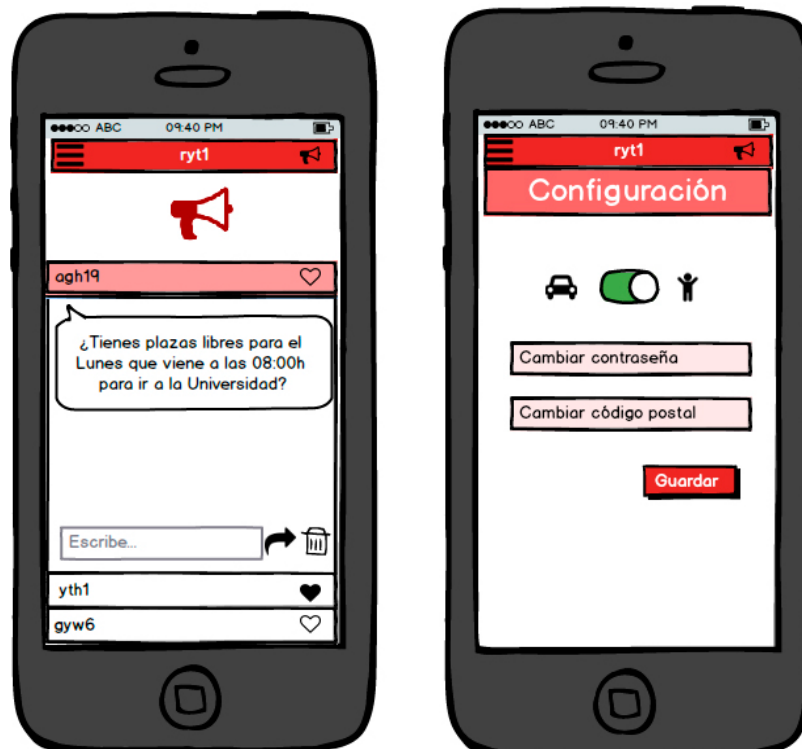 ABC 09:40 PM
ryt1
agh19
¿Tienes plazas libres para el
Lunes que viene a las 08:00h
para ir a la Universidad?
Escribe...
yth1
gyw6
ABC 09:40 PM
ryt1
Configuración
Cambiar contraseña
Cambiar código postal
Guardar